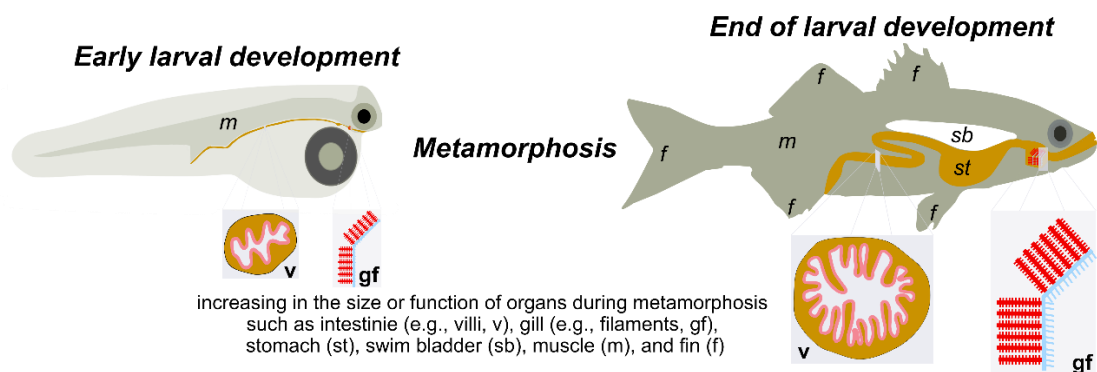 Early larval development
m
v
gf
Metamorphosis
End of larval development
f
f
f
m
sb
st
f
f
v
gf
increasing in the size or function of organs during metamorphosis
such as intestinie (e.g., villi, v), gill (e.g., filaments, gf),
stomach (st), swim bladder (sb), muscle (m), and fin (f)